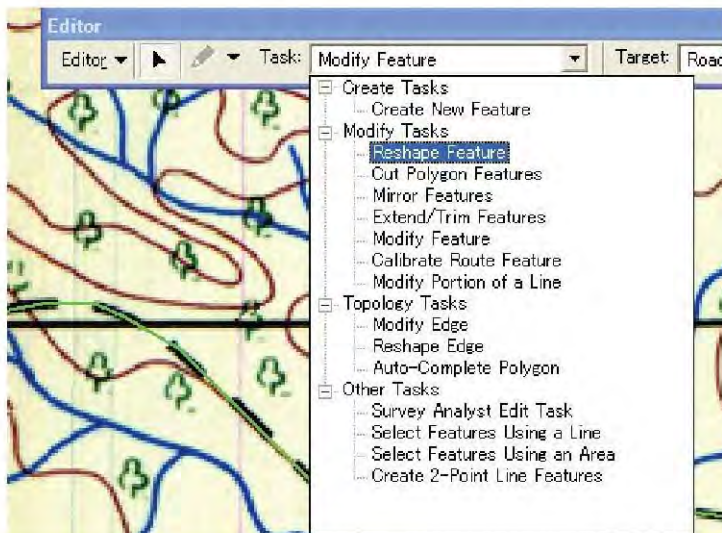 Editor
Editor Task: Modify Feature Target: Road
Create Tasks
Create New Feature
Modify Tasks
Reshape Feature
Cut Polygon Features
Mirror Features
Extend/Trim Features
Modify Feature
Calibrate Route Feature
Modify Portion of a Line
Topology Tasks
Modify Edge
Reshape Edge
Auto-Complete Polygon
Other Tasks
Survey Analyst Edit Task
Select Features Using a Line
Select Features Using an Area
Create 2-Point Line Features